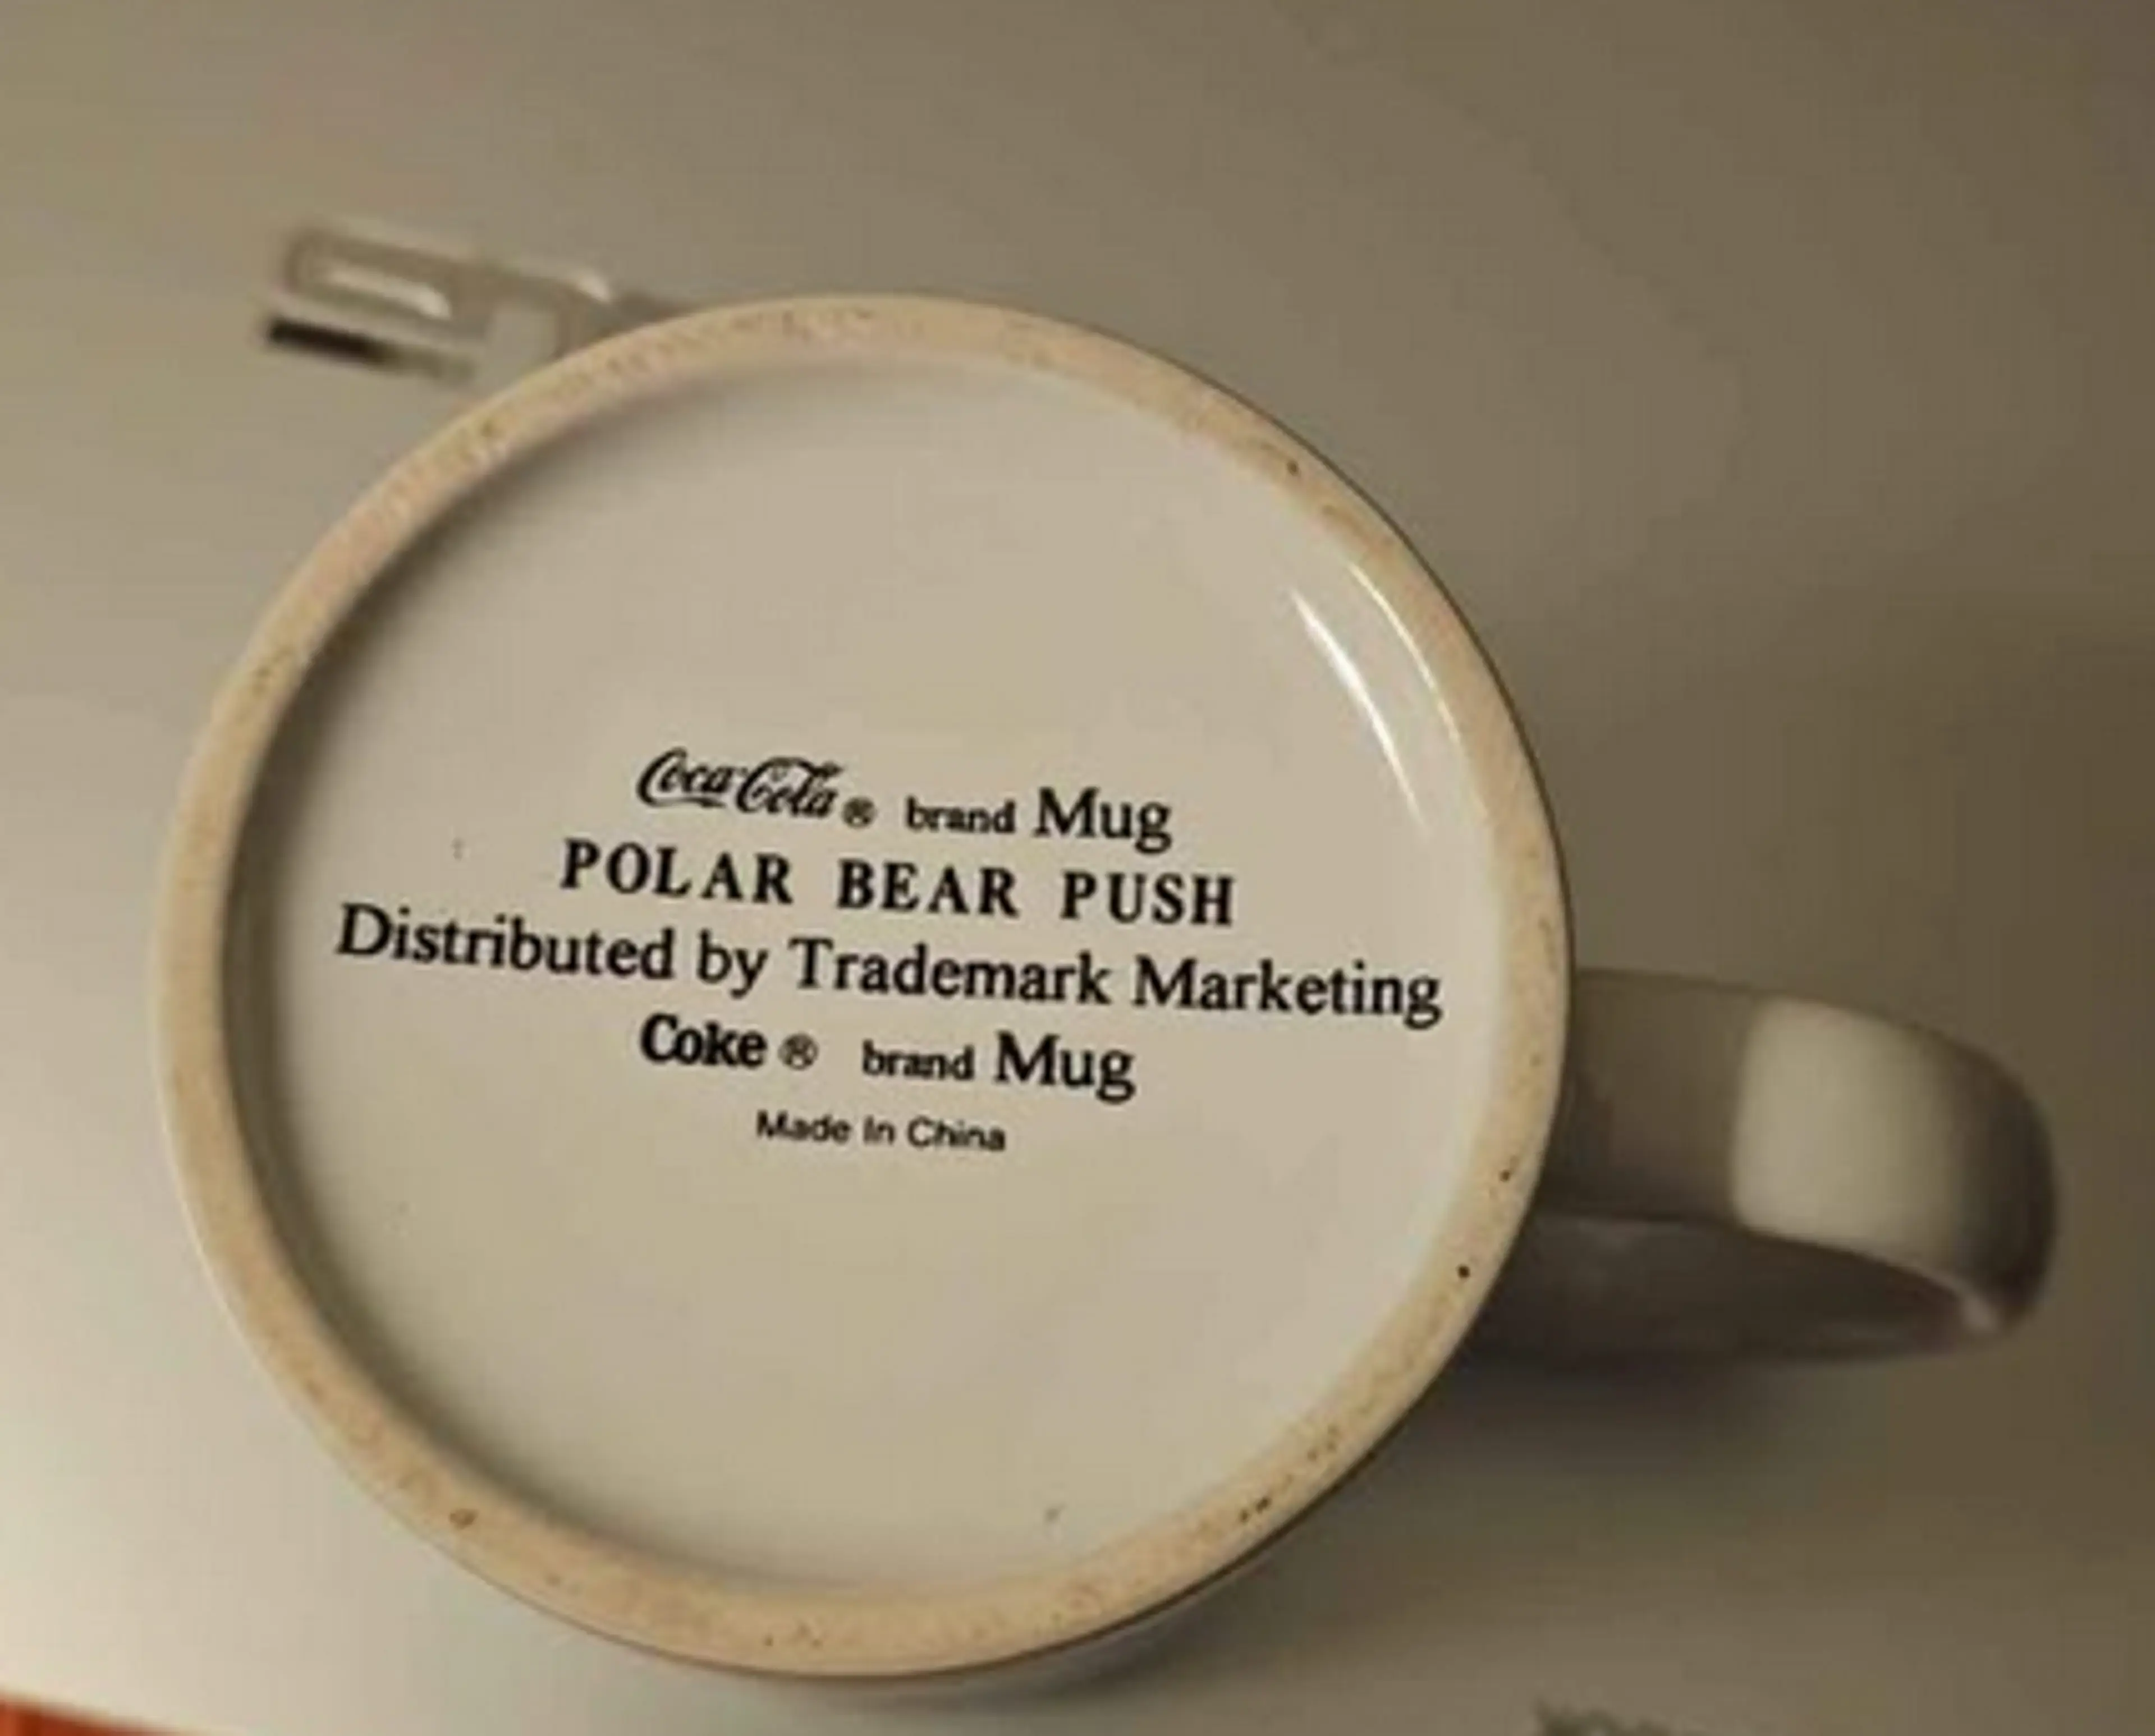 Coca-Cola® brand Mug
POLAR BEAR PUSH
Distributed by Trademark Marketing
Coke® brand Mug
Made In China